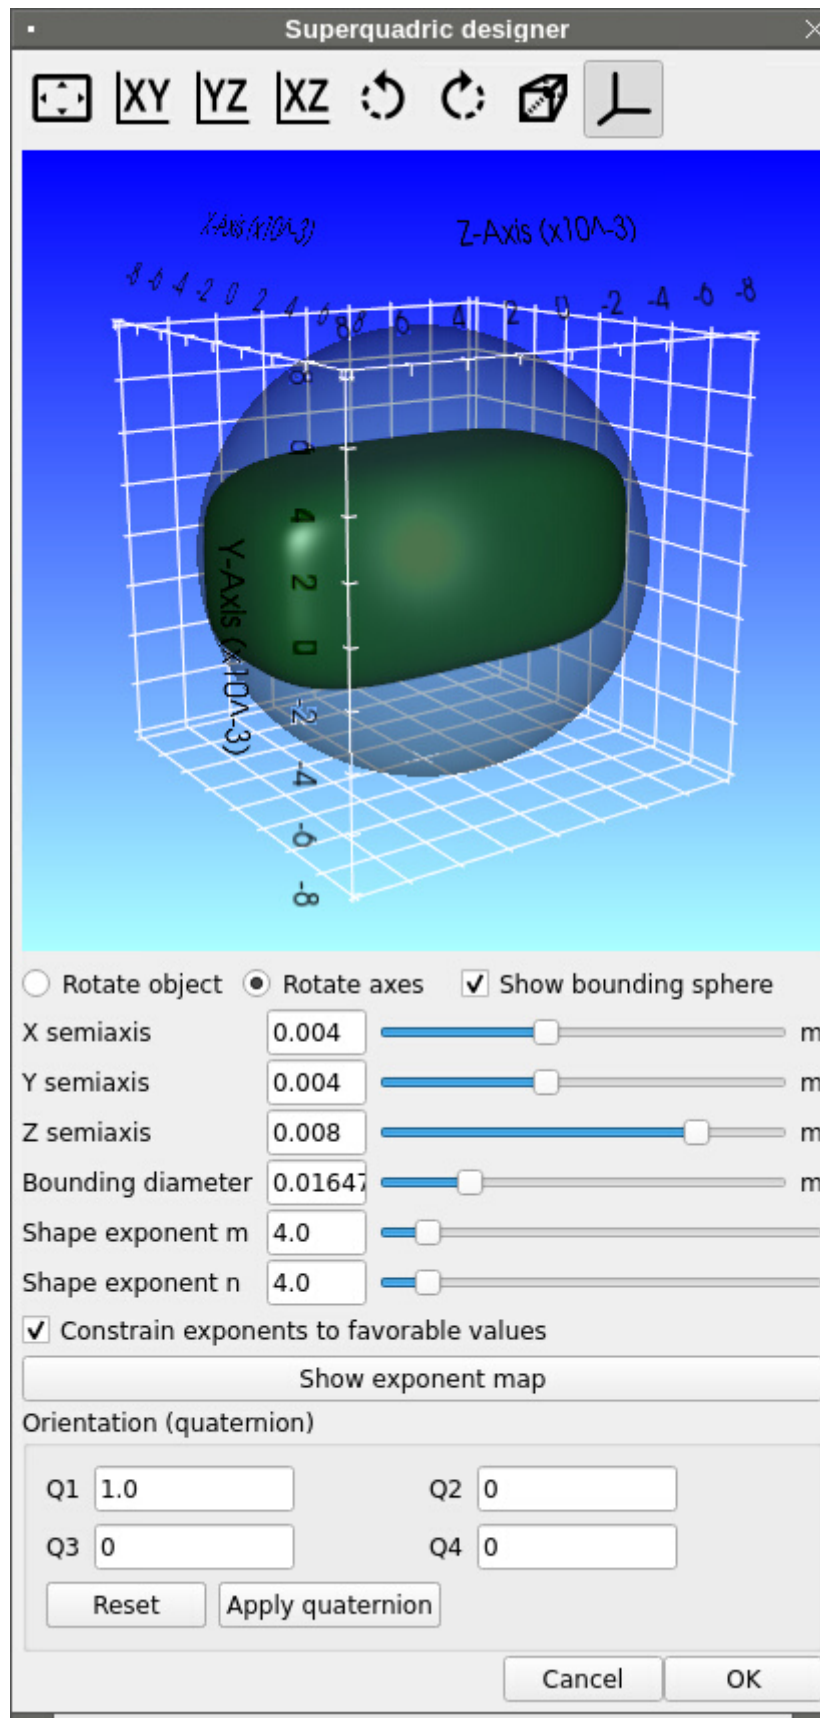 Superquadric designer
XY YZ XZ
X-Axis (x10^-3) Z-Axis (x10^-3)
-8 -6 -4 -2 0 2 4 6 8 8 6 4 2 0 -2 -4 -6 -8
8
6
4
2
0
-2
-4
-6
-8
Y-Axis (x10^-3)
Rotate object Rotate axes Show bounding sphere
X semiaxis 0.004 m
Y semiaxis 0.004 m
Z semiaxis 0.008 m
Bounding diameter 0.01647 m
Shape exponent m 4.0
Shape exponent n 4.0
Constrain exponents to favorable values
Show exponent map
Orientation (quaternion)
Q1 1.0 Q2 0
Q3 0 Q4 0
Reset Apply quaternion
Cancel OK